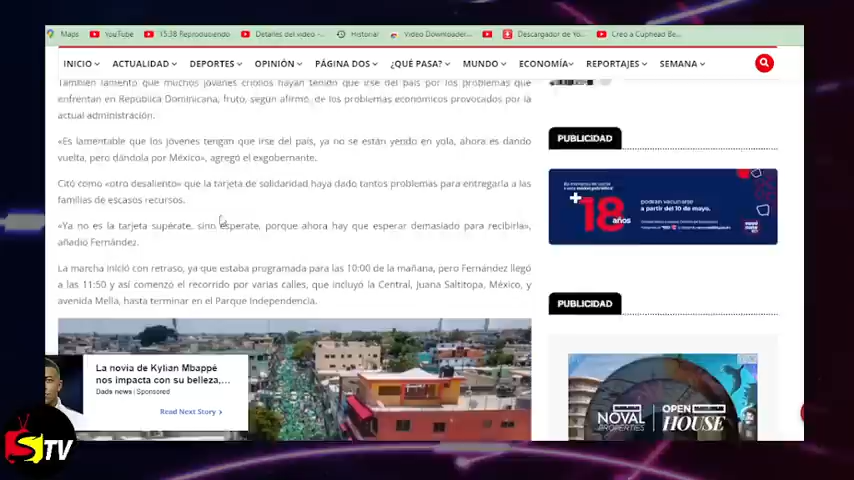 Maps YouTube 15:38 Reproduciendo Detalles del video -... Historial Video Downloader... Descargador de Yo... Creo a Cuphead Be...
INICIO ACTUALIDAD DEPORTES OPINIÓN PÁGINA DOS ¿QUÉ PASA? MUNDO ECONOMÍA REPORTAJES SEMANA
También lamentó que muchos jóvenes criollos hayan tenido que irse del país por los problemas que
enfrentan en República Dominicana, fruto, según afirmó, de los problemas económicos provocados por la
actual administración.
«Es lamentable que los jóvenes tengan que irse del país, ya no se están yendo en yola, ahora es dando
vuelta, pero dándola por México», agregó el exgobernante.
Citó como «otro desaliento» que la tarjeta de solidaridad haya dado tantos problemas para entregarla a las
familias de escasos recursos.
«Ya no es la tarjeta supérate, sino espérate, porque ahora hay que esperar demasiado para recibirla»,
añadió Fernández.
La marcha inició con retraso, ya que estaba programada para las 10:00 de la mañana, pero Fernández llegó
a las 11:50 y así comenzó el recorrido por varias calles, que incluyó la Central, Juana Saltitopa, México, y
avenida Mella, hasta terminar en el Parque Independencia.
PUBLICIDAD
+18 años
podrán vacunarse
a partir del 10 de mayo.
PUBLICIDAD
NOVAL
PROPERTIES
OPEN
HOUSE
La novia de Kylian Mbappé
nos impacta con su belleza,...
Dads news | Sponsored
Read Next Story
STV